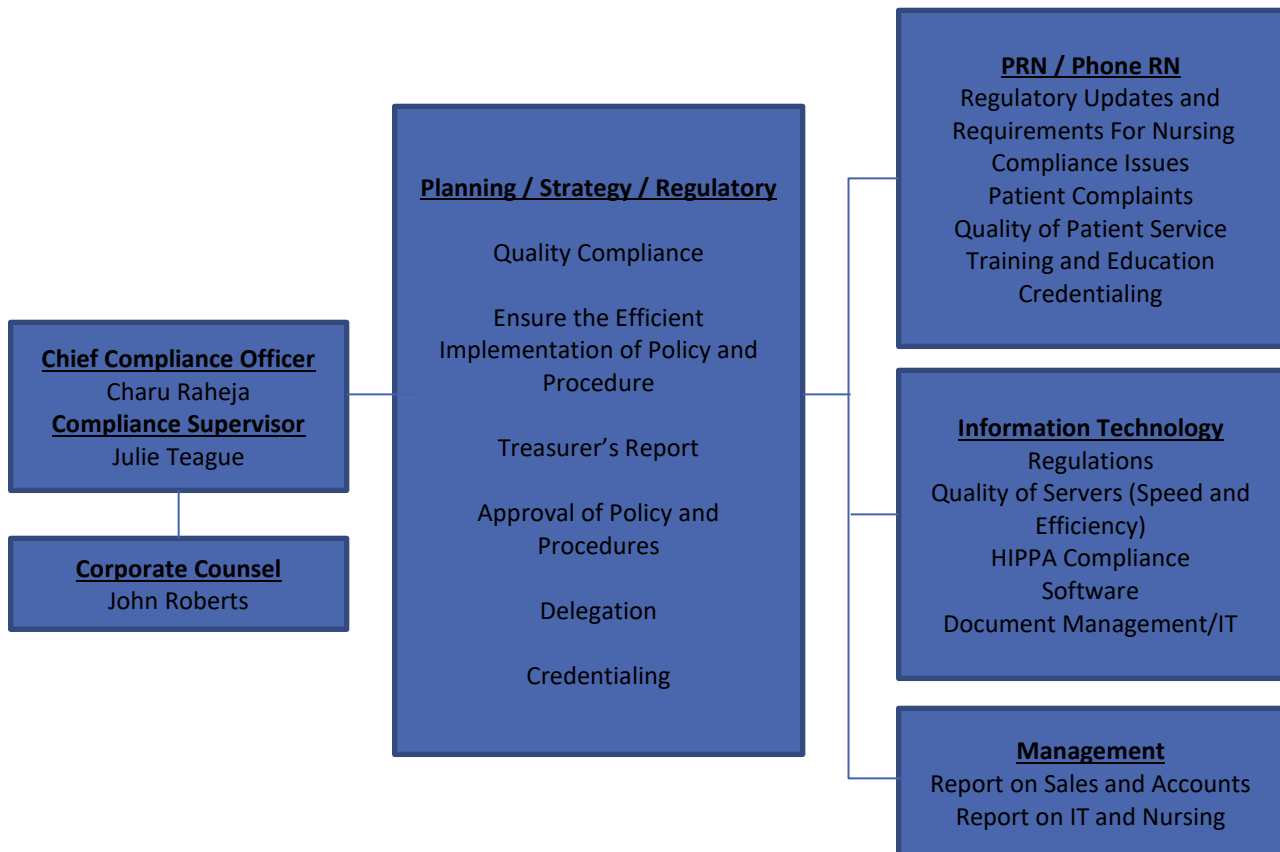 Chief Compliance Officer
Charu Raheja
Compliance Supervisor
Julie Teague
Corporate Counsel
John Roberts
Planning / Strategy / Regulatory
Quality Compliance
Ensure the Efficient
Implementation of Policy and
Procedure
Treasurer’s Report
Approval of Policy and
Procedures
Delegation
Credentialing
PRN / Phone RN
Regulatory Updates and
Requirements For Nursing
Compliance Issues
Patient Complaints
Quality of Patient Service
Training and Education
Credentialing
Information Technology
Regulations
Quality of Servers (Speed and
Efficiency)
HIPPA Compliance
Software
Document Management/IT
Management
Report on Sales and Accounts
Report on IT and Nursing